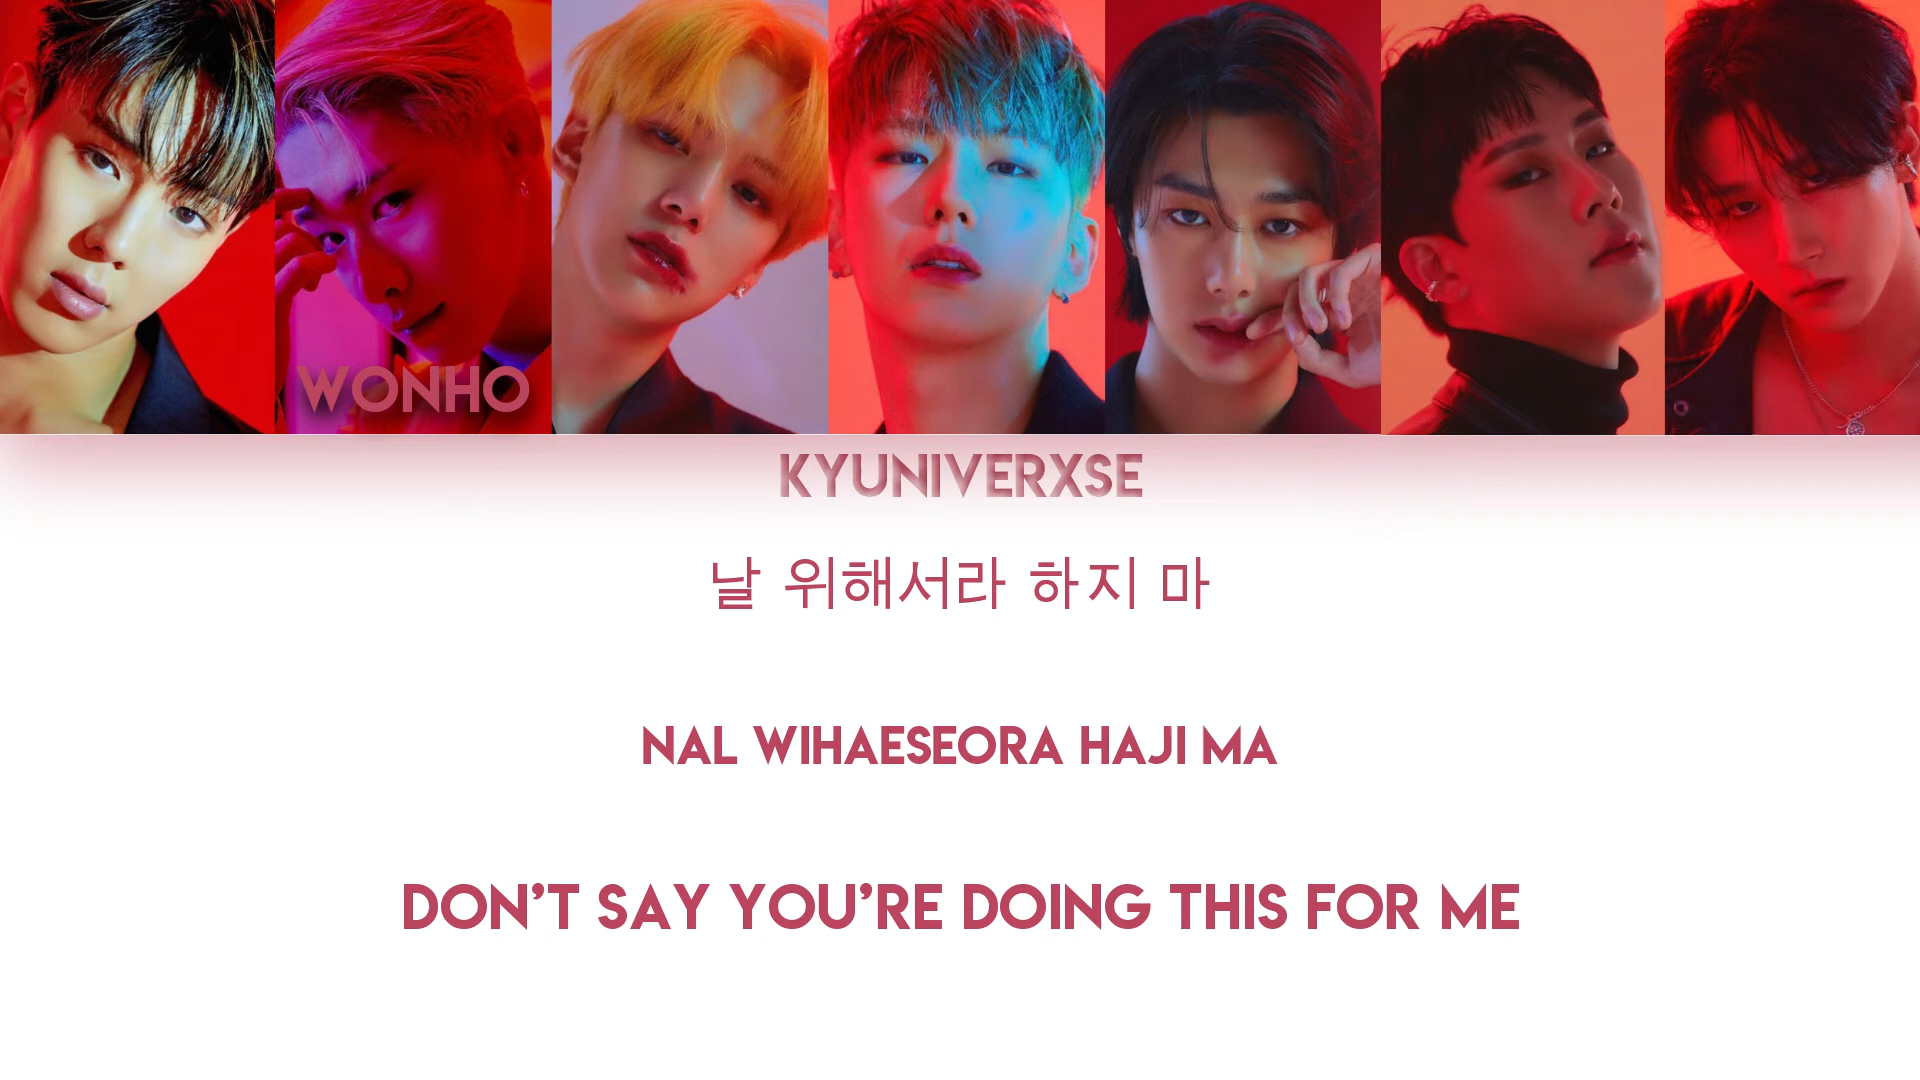 WONHO
KYUNIVERXSE
날 위해서라 하지 마
NAL WIHAESEORA HAJI MA
DON'T SAY YOU'RE DOING THIS FOR ME